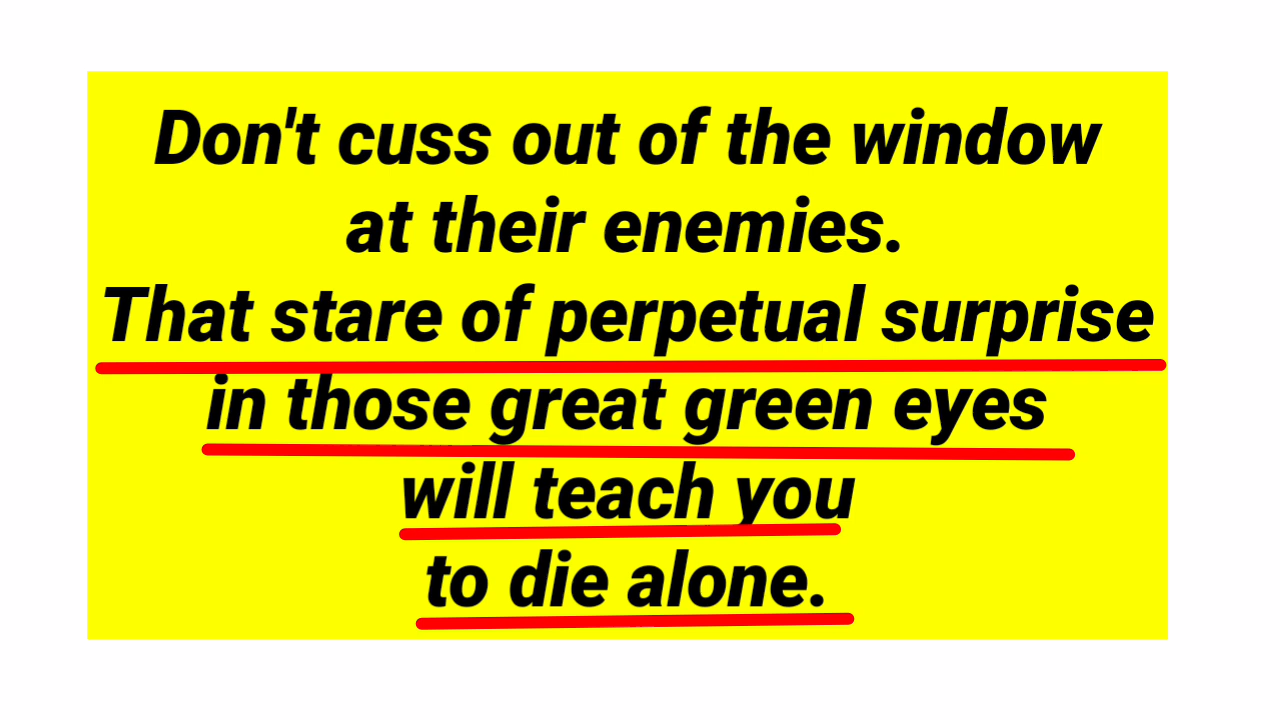 Don't cuss out of the window
at their enemies.
That stare of perpetual surprise
in those great green eyes
will teach you
to die alone.